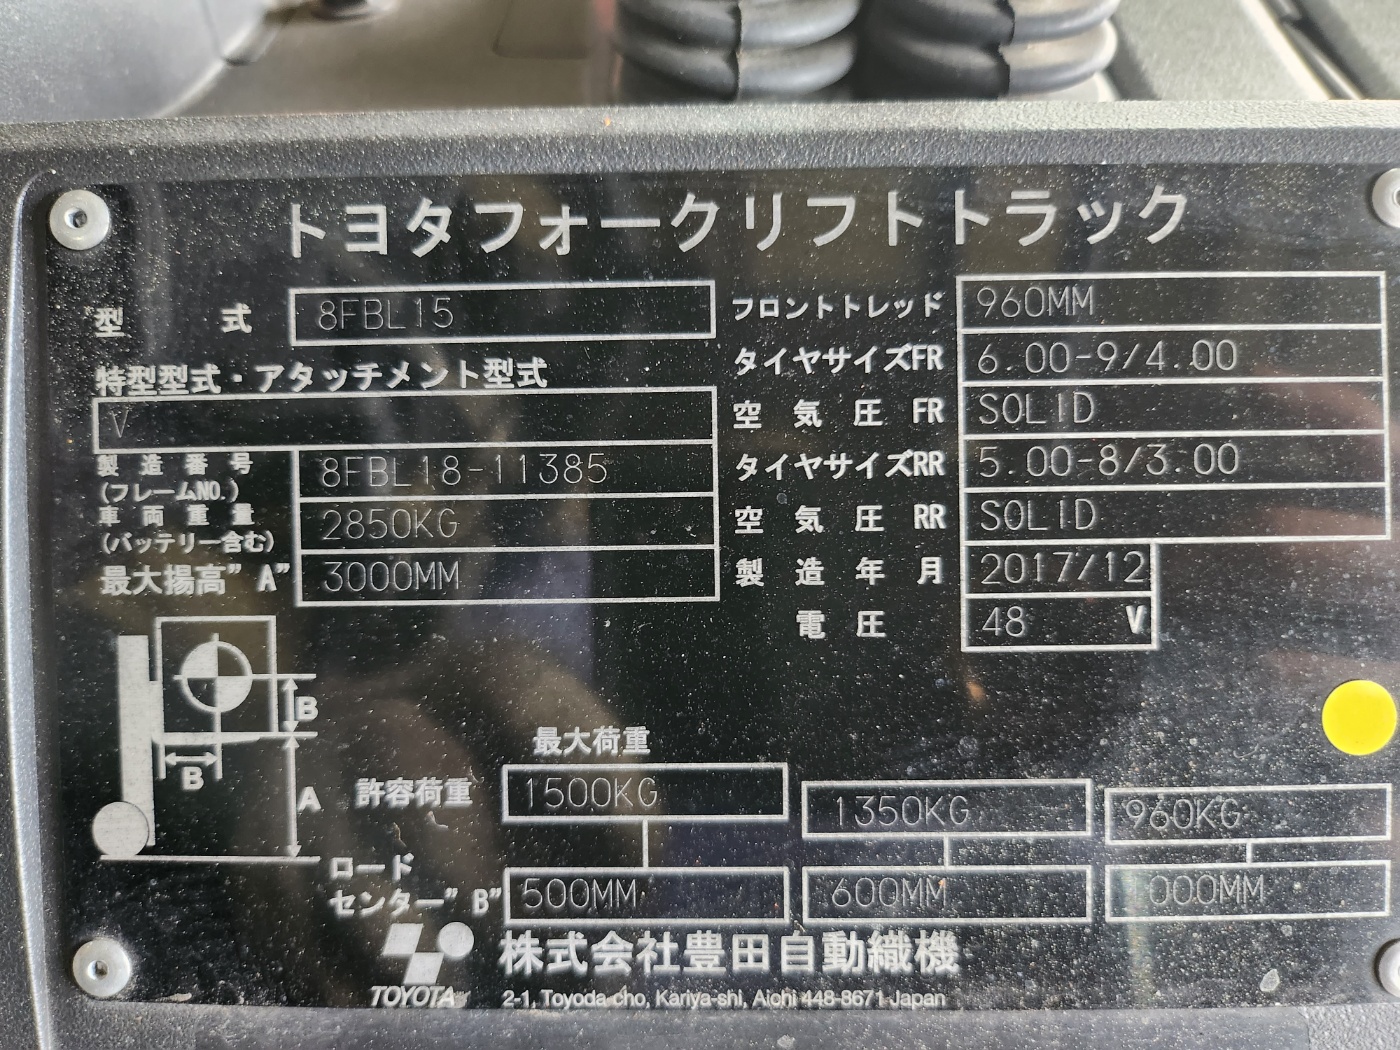 トヨタフォークリフトトラック
型式 8FBL15
特型型式・アタッチメント型式
V
製造番号 (フレームNO.) 8FBL18-11385
車両重量 (バッテリー含む) 2850KG
最大揚高”A” 3000MM
フロントトレッド 960MM
タイヤサイズFR 6.00-9/4.00
空気圧 FR SOLID
タイヤサイズRR 5.00-8/3.00
空気圧 RR SOLID
製造年月 2017/12
電圧 48 V
B
B
A
最大荷重
許容荷重 1500KG 1350KG 960KG
ロード
センター”B” 500MM 600MM 1000MM
TOYOTA
株式会社豊田自動織機
2-1, Toyoda-cho, Kariya-shi, Aichi 448-8671 Japan